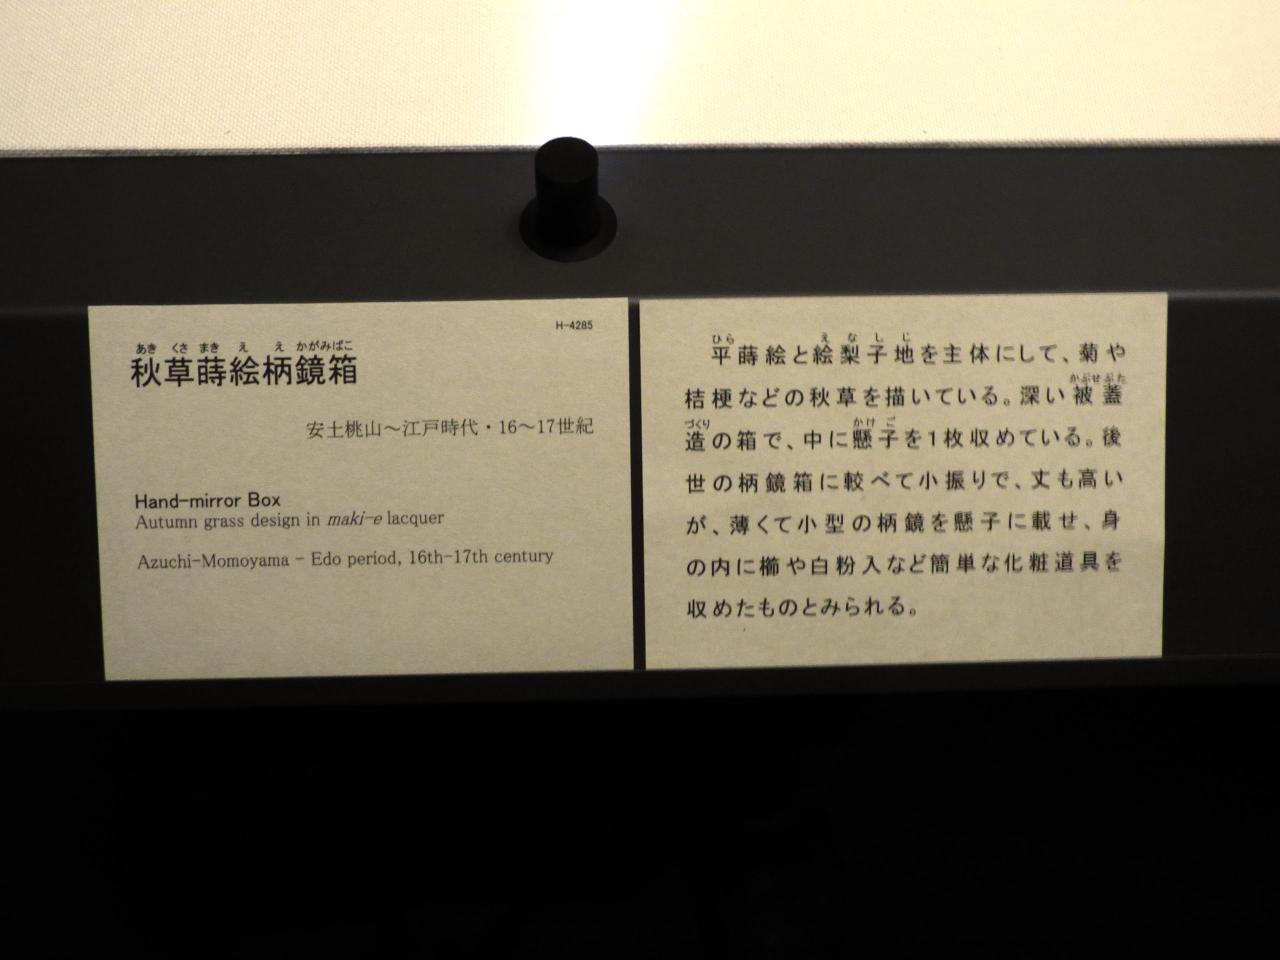 H-4285
あき くさ まき え え かがみばこ
秋草蒔絵柄鏡箱
安土桃山～江戸時代・16～17世紀
Hand-mirror Box
Autumn grass design in maki-e lacquer
Azuchi-Momoyama - Edo period, 16th-17th century
ひら え な し じ
平蒔絵と絵梨子地を主体にして、菊や
かぶせぶた
桔梗などの秋草を描いている。深い被蓋
づくり かけ ご
造の箱で、中に懸子を1枚収めている。後
世の柄鏡箱に較べて小振りで、丈も高い
が、薄くて小型の柄鏡を懸子に載せ、身
の内に櫛や白粉入など簡単な化粧道具を
収めたものとみられる。